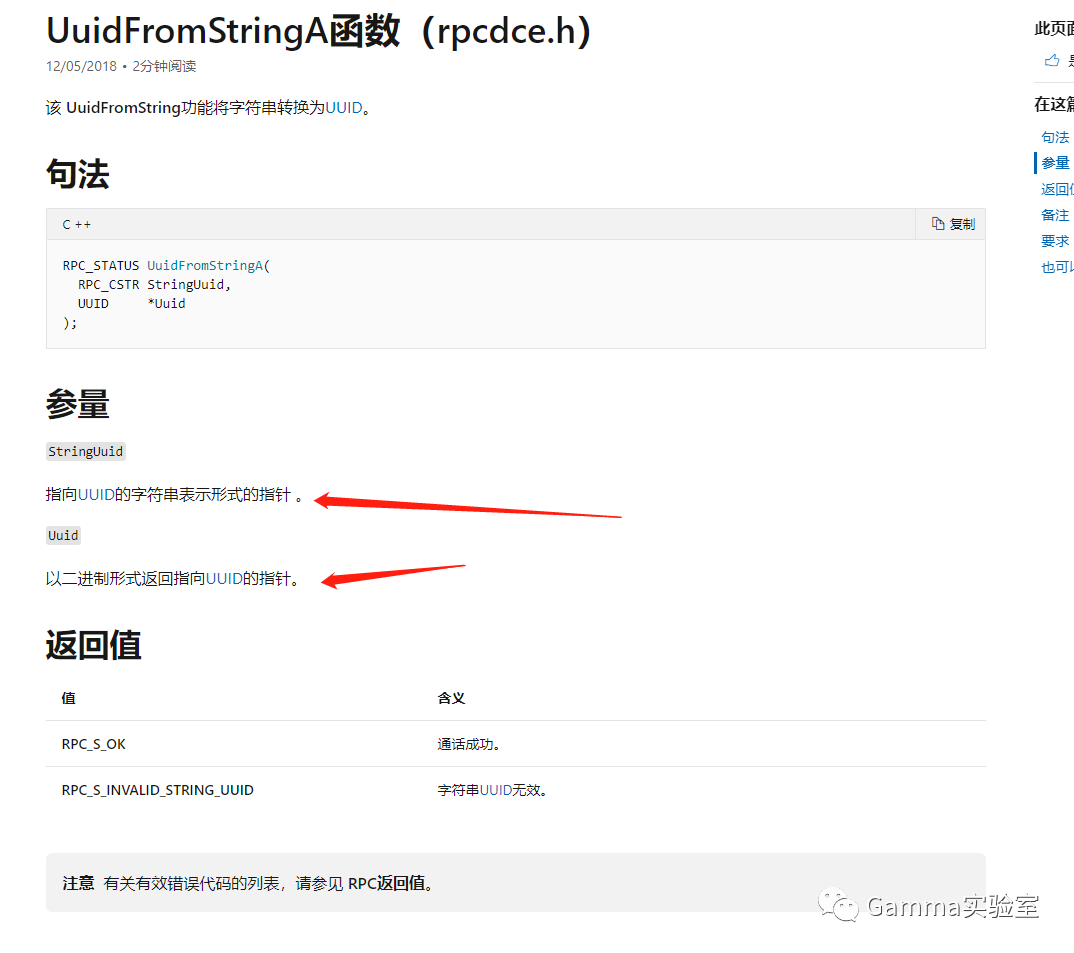 UuidFromStringA函数（rpcdce.h）
12/05/2018 • 2分钟阅读
该 UuidFromString功能将字符串转换为UUID。
句法
C ++
复制
RPC_STATUS UuidFromStringA(
RPC_CSTR StringUuid,
UUID *Uuid
);
参量
StringUuid
指向UUID的字符串表示形式的指针 。
Uuid
以二进制形式返回指向UUID的指针。
返回值
值 含义
RPC_S_OK 通话成功。
RPC_S_INVALID_STRING_UUID 字符串UUID无效。
注意 有关有效错误代码的列表，请参见 RPC返回值。
此页面
在这篇
句法
参量
返回值
备注
要求
也可以
Gamma实验室